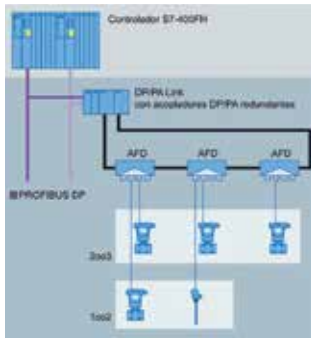 Controlador S7-400FH
DP/PA Link
con acopladores DP/PA redundantes
AFD AFD AFD
PROFIBUS DP
2oo3
1oo2